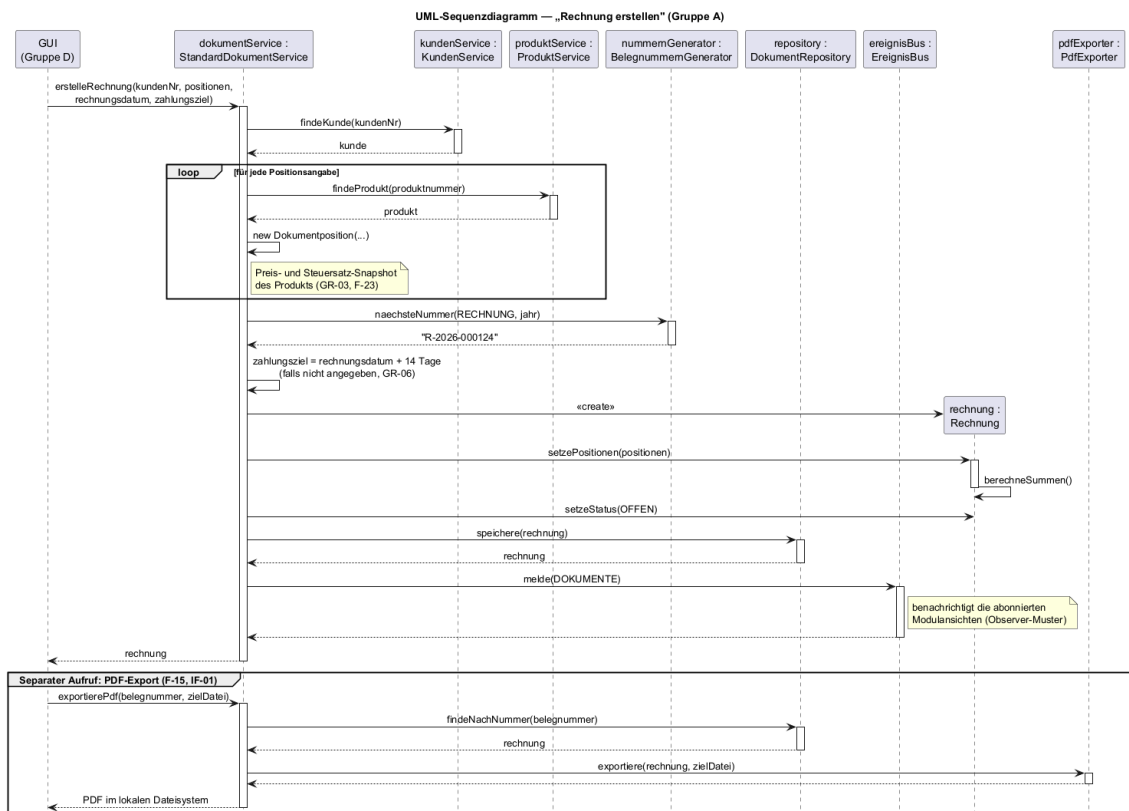 UML-Sequenzdiagramm — „Rechnung erstellen" (Gruppe A)
GUI
(Gruppe D)
dokumentService :
StandardDokumentService
kundenService :
KundenService
produktService :
ProduktService
nummernGenerator :
BelegnummernGenerator
repository :
DokumentRepository
ereignisBus :
EreignisBus
pdfExporter :
PdfExporter
erstelleRechnung(kundenNr, positionen,
rechnungsdatum, zahlungsziel)
findeKunde(kundenNr)
kunde
loop
[für jede Positionsangabe]
findeProdukt(produktnummer)
produkt
new Dokumentposition(...)
Preis- und Steuersatz-Snapshot
des Produkts (GR-03, F-23)
naechsteNummer(RECHNUNG, jahr)
"R-2026-000124"
zahlungsziel = rechnungsdatum + 14 Tage
(falls nicht angegeben, GR-06)
«create»
rechnung :
Rechnung
setzePositionen(positionen)
berechneSummen()
setzeStatus(OFFEN)
speichere(rechnung)
rechnung
melde(DOKUMENTE)
benachrichtigt die abonnierten
Modulansichten (Observer-Muster)
rechnung
Separater Aufruf: PDF-Export (F-15, IF-01)
exportierePdf(belegnummer, zielDatei)
findeNachNummer(belegnummer)
rechnung
exportiere(rechnung, zielDatei)
PDF im lokalen Dateisystem